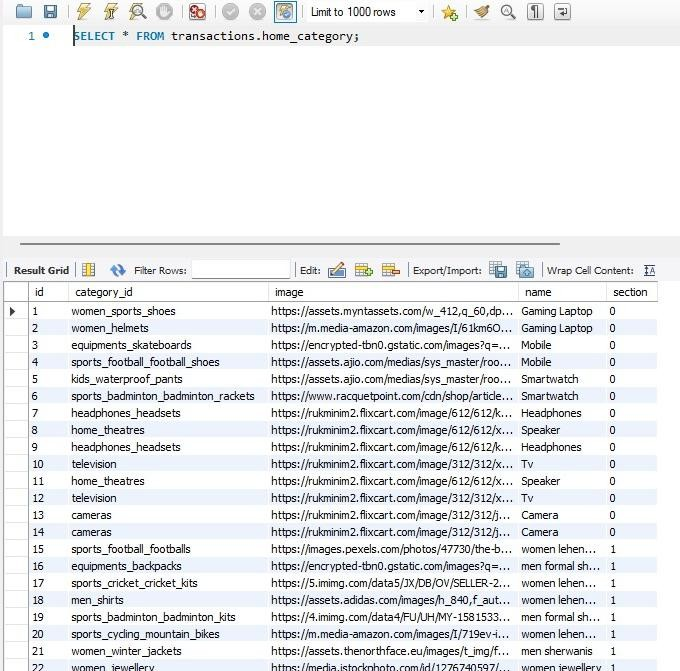 Limit to 1000 rows
1 SELECT * FROM transactions.home_category;
Result Grid Filter Rows: Edit: Export/Import: Wrap Cell Content:
id category_id image name section
1 women_sports_shoes https://assets.myntassets.com/w_412,q_60,dp... Gaming Laptop 0
2 women_helmets https://m.media-amazon.com/images/I/61km6O... Gaming Laptop 0
3 equipments_skateboards https://encrypted-tbn0.gstatic.com/images?q=... Mobile 0
4 sports_football_football_shoes https://assets.ajio.com/medias/sys_master/roo... Mobile 0
5 kids_waterproof_pants https://assets.ajio.com/medias/sys_master/roo... Smartwatch 0
6 sports_badminton_badminton_rackets https://www.racquetpoint.com/cdn/shop/article... Smartwatch 0
7 headphones_headsets https://rukminim2.flixcart.com/image/612/612/k... Headphones 0
8 home_theatres https://rukminim2.flixcart.com/image/612/612/k... Speaker 0
9 headphones_headsets https://rukminim2.flixcart.com/image/612/612/k... Headphones 0
10 television https://rukminim2.flixcart.com/image/312/312/x... Tv 0
11 home_theatres https://rukminim2.flixcart.com/image/312/312/x... Speaker 0
12 television https://rukminim2.flixcart.com/image/312/312/x... Tv 0
13 cameras https://rukminim2.flixcart.com/image/312/312/j... Camera 0
14 cameras https://rukminim2.flixcart.com/image/312/312/j... Camera 0
15 sports_football_footballs https://images.pexels.com/photos/47730/the-b... women lehen... 1
16 equipments_backpacks https://encrypted-tbn0.gstatic.com/images?q=... men formal sh... 1
17 sports_cricket_cricket_kits https://5.imimg.com/data5/JX/DB/OV/SELLER-2... women lehen... 1
18 men_shirts https://assets.adidas.com/images/h_840,f_aut... women lehen... 1
19 sports_badminton_badminton_kits https://4.imimg.com/data4/FU/UH/MY-1581533... men formal sh... 1
20 sports_cycling_mountain_bikes https://m.media-amazon.com/images/I/719ev-i... women lehen... 1
21 women_winter_jackets https://assets.thenorthface.eu/images/t_img/f... men sherwanis 1
22 women_jewellery https://media.istockphoto.com/id/1276740597/... women jewellery 1